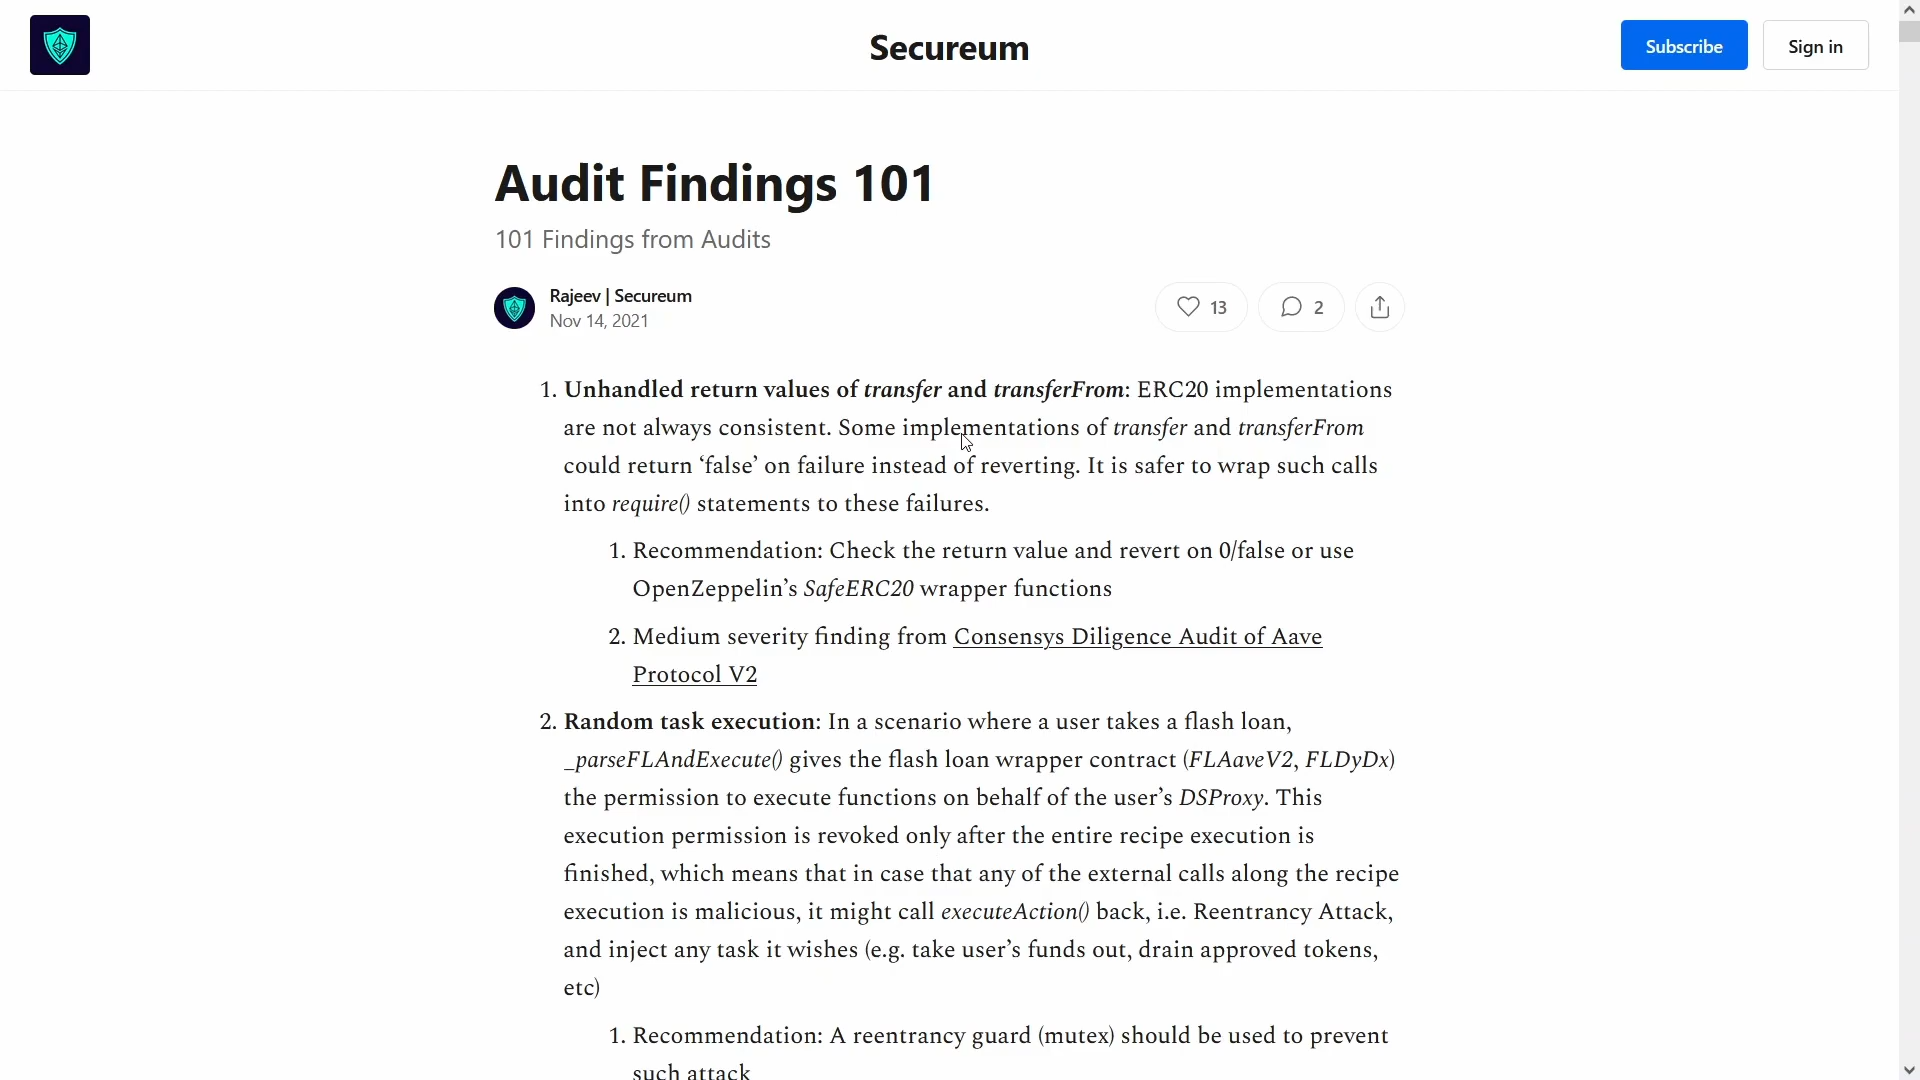 Secureum
Subscribe
Sign in
Audit Findings 101
101 Findings from Audits
Rajeev | Secureum
Nov 14, 2021
13
2
1. Unhandled return values of transfer and transferFrom: ERC20 implementations
are not always consistent. Some implementations of transfer and transferFrom
could return ‘false’ on failure instead of reverting. It is safer to wrap such calls
into require() statements to these failures.
1. Recommendation: Check the return value and revert on 0/false or use
OpenZeppelin’s SafeERC20 wrapper functions
2. Medium severity finding from Consensys Diligence Audit of Aave
Protocol V2
2. Random task execution: In a scenario where a user takes a flash loan,
_parseFLAndExecute() gives the flash loan wrapper contract (FLAaveV2, FLDyDx)
the permission to execute functions on behalf of the user’s DSProxy. This
execution permission is revoked only after the entire recipe execution is
finished, which means that in case that any of the external calls along the recipe
execution is malicious, it might call executeAction() back, i.e. Reentrancy Attack,
and inject any task it wishes (e.g. take user’s funds out, drain approved tokens,
etc)
1. Recommendation: A reentrancy guard (mutex) should be used to prevent
such attack